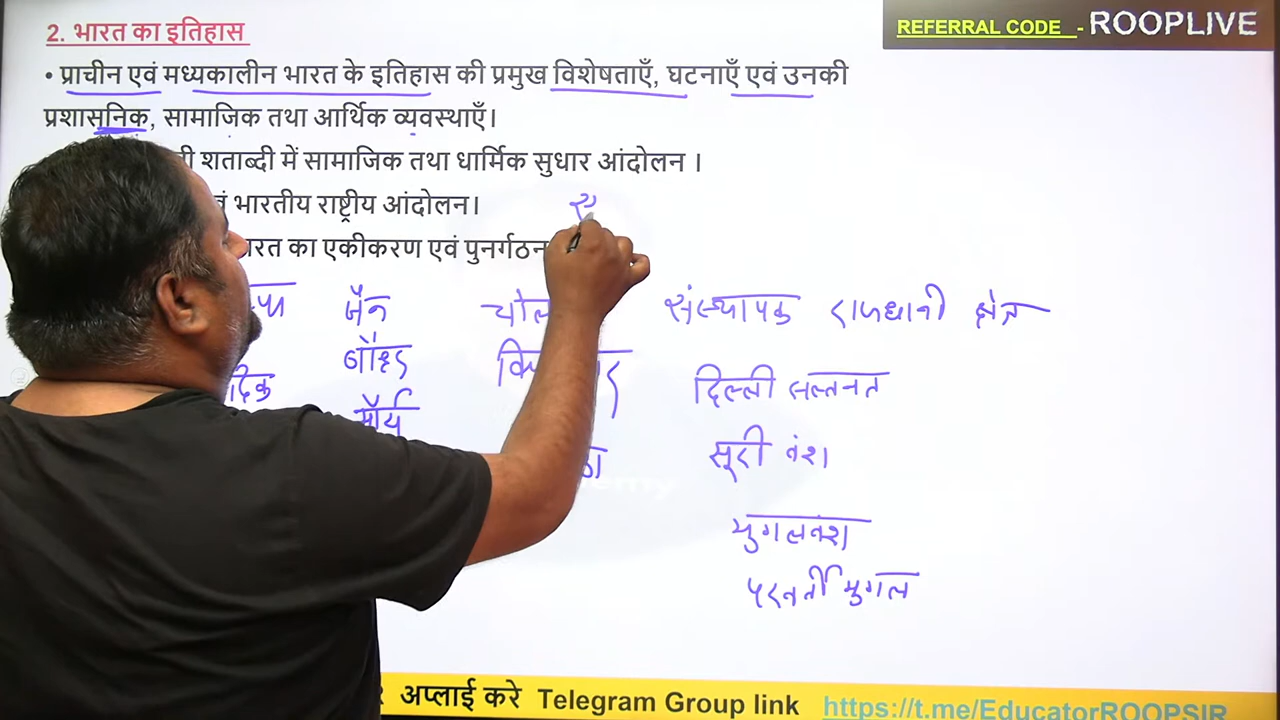 2. भारत का इतिहास
REFERRAL CODE - ROOPLIVE
• प्राचीन एवं मध्यकालीन भारत के इतिहास की प्रमुख विशेषताएँ, घटनाएँ एवं उनकी
प्रशासनिक, सामाजिक तथा आर्थिक व्यवस्थाएँ।
शताब्दी में सामाजिक तथा धार्मिक सुधार आंदोलन ।
भारतीय राष्ट्रीय आंदोलन।
का एकीकरण एवं पुनर्गठन
जैन
संस्थापक राजधानी क्षेत्र
बौद्ध
दिल्ली सल्तनत
मौर्य
सूरी वंश
मुगलवंश
परवर्ती मुगल
अप्लाई करे Telegram Group link https://t.me/EducatorROOPSIR